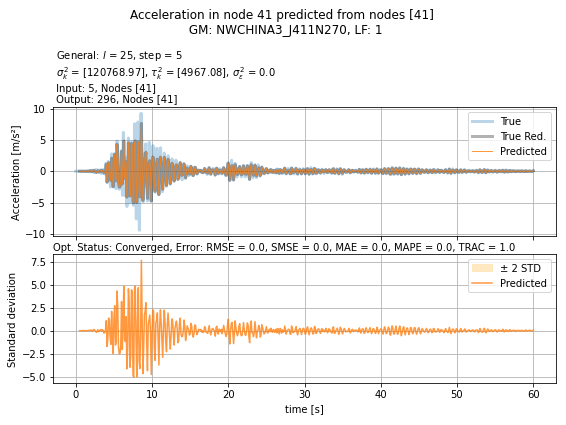 Acceleration in node 41 predicted from nodes [41]
GM: NWCHINA3_J411N270, LF: 1
General: l = 25, step = 5
σ²ₖ = [120768.97], τ²ₖ = [4967.08], σ²ε = 0.0
Input: 5, Nodes [41]
Output: 296, Nodes [41]
Acceleration [m/s²]
10
5
0
−5
−10
True
True Red.
Predicted
Opt. Status: Converged, Error: RMSE = 0.0, SMSE = 0.0, MAE = 0.0, MAPE = 0.0, TRAC = 1.0
Standard deviation
7.5
5.0
2.5
0.0
−2.5
−5.0
± 2 STD
Predicted
0 10 20 30 40 50 60
time [s]